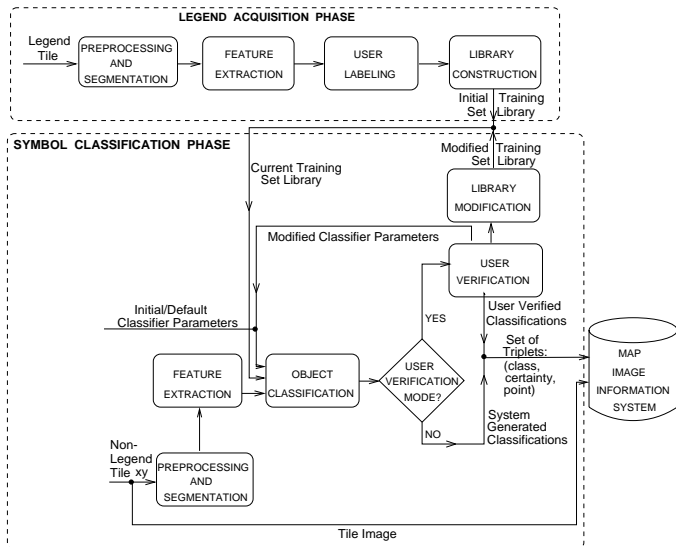 LEGEND ACQUISITION PHASE
Legend
Tile
PREPROCESSING
AND
SEGMENTATION
FEATURE
EXTRACTION
USER
LABELING
LIBRARY
CONSTRUCTION
Initial Training
Set Library
SYMBOL CLASSIFICATION PHASE
Modified Training
Set Library
Current Training
Set Library
LIBRARY
MODIFICATION
Modified Classifier Parameters
USER
VERIFICATION
Initial/Default
Classifier Parameters
YES
User Verified
Classifications
Set of
Triplets:
(class,
certainty,
point)
MAP
IMAGE
INFORMATION
SYSTEM
FEATURE
EXTRACTION
OBJECT
CLASSIFICATION
USER
VERIFICATION
MODE?
NO
System
Generated
Classifications
Non-
Legend
Tile xy
PREPROCESSING
AND
SEGMENTATION
Tile Image